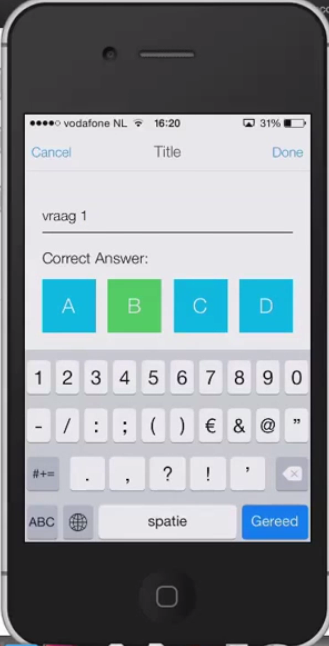 vodafone NL 16:20 31%
Cancel Title Done
vraag 1
Correct Answer:
A B C D
1 2 3 4 5 6 7 8 9 0
- / : ; ( ) € & @ ”
#+= . , ? ! ’
ABC spatie Gereed